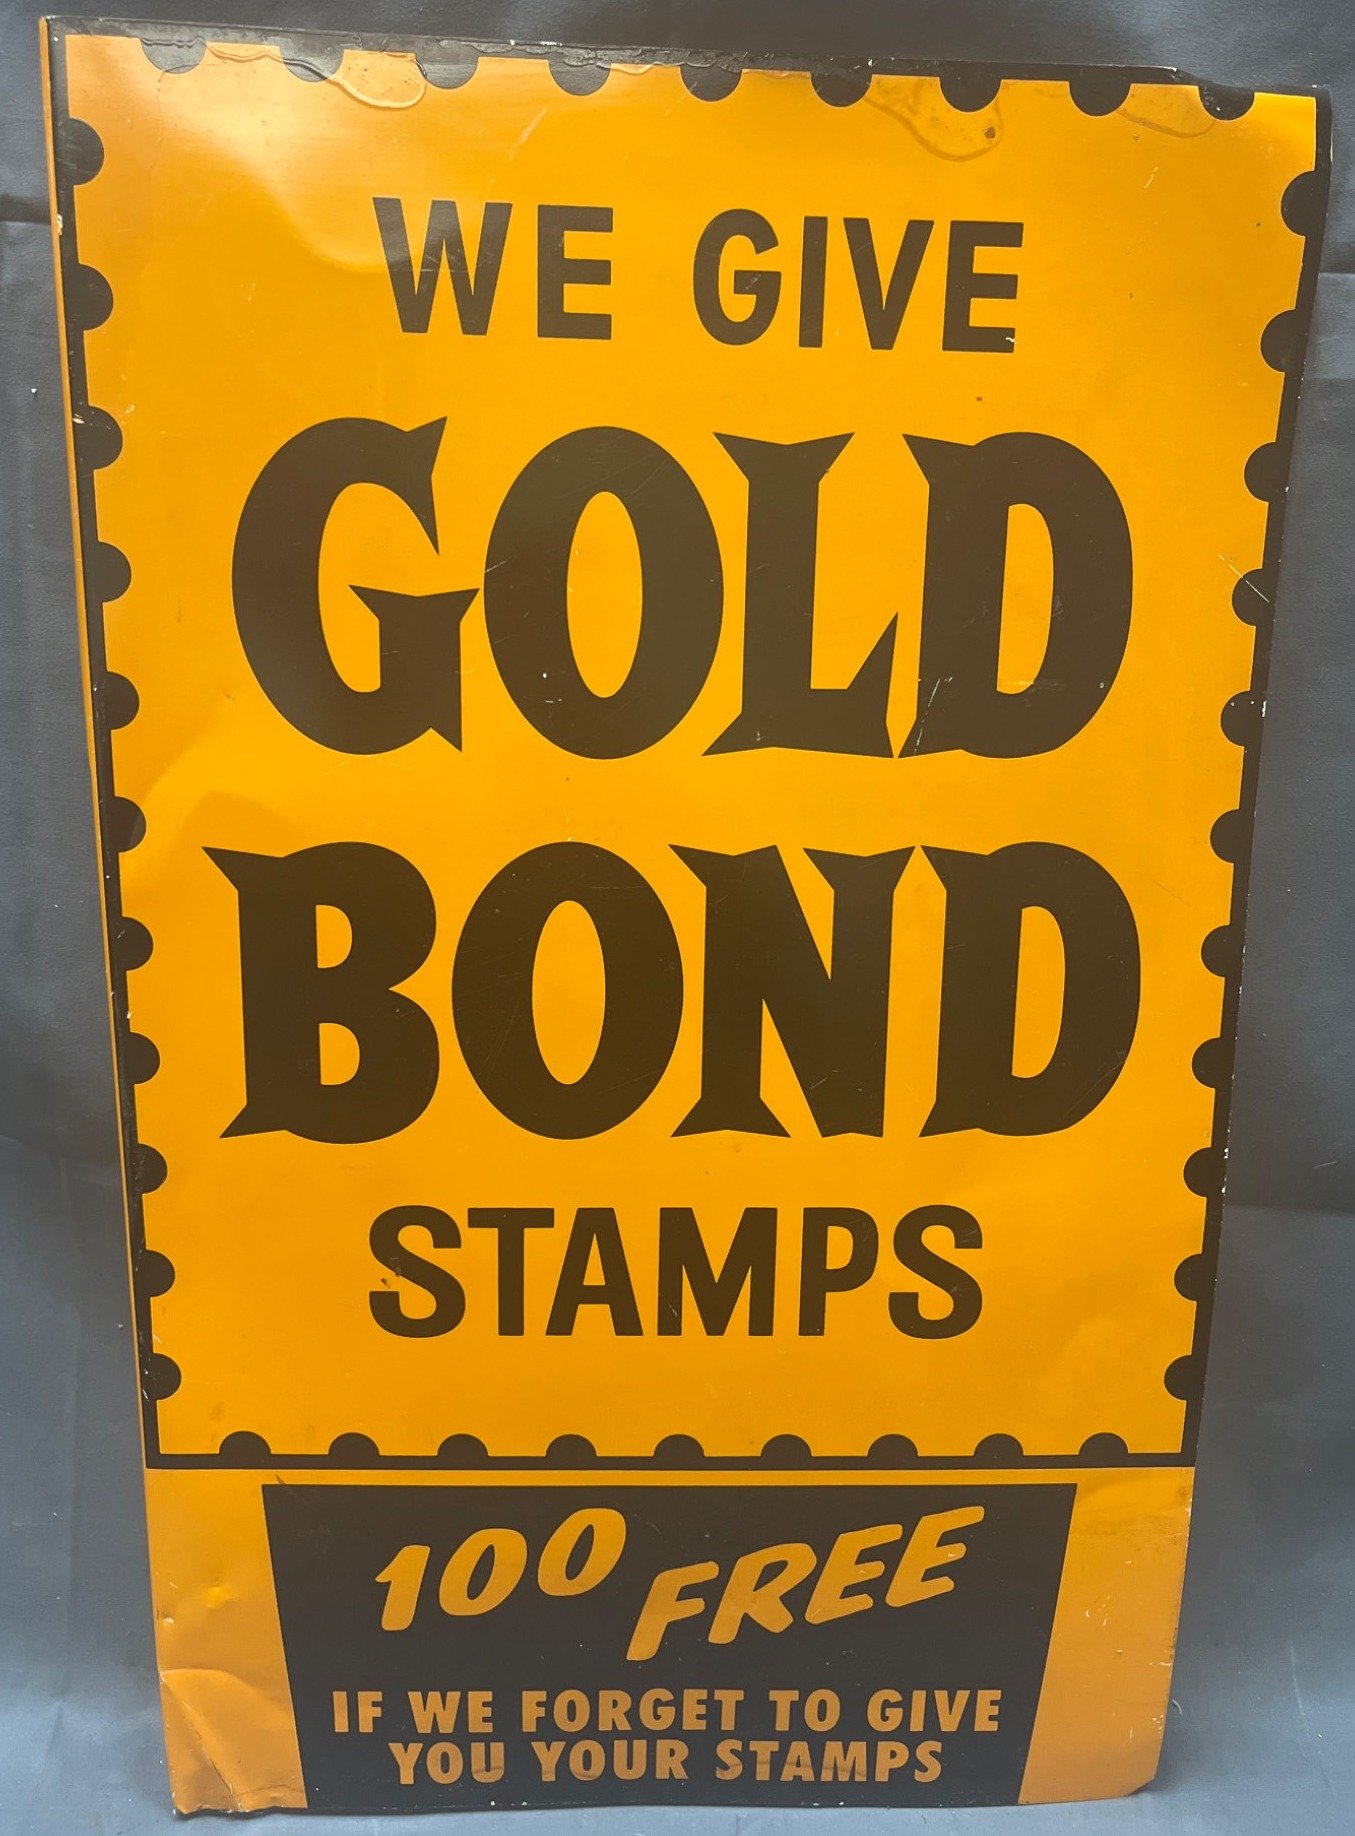 WE GIVE
GOLD
BOND
STAMPS
100 FREE
IF WE FORGET TO GIVE
YOU YOUR STAMPS